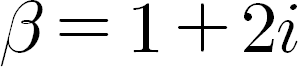 β = 1 + 2i